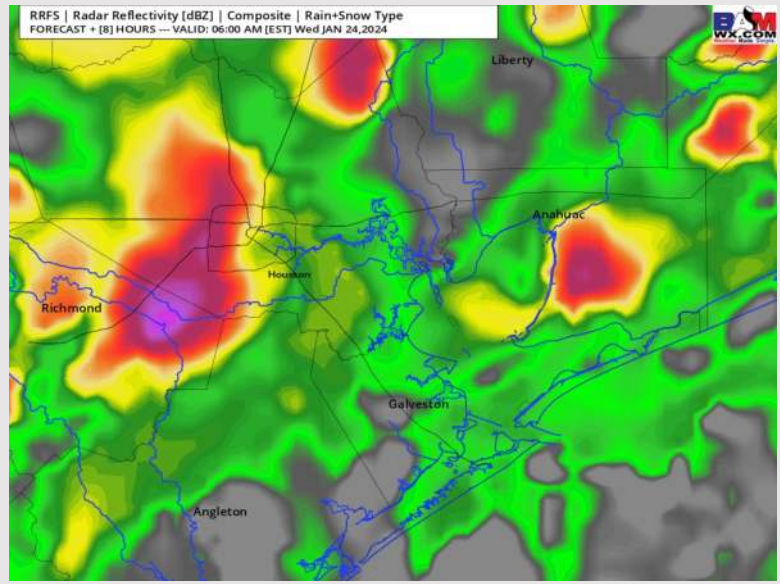 RRFS | Radar Reflectivity [dBZ] | Composite | Rain+Snow Type
FORECAST + [8] HOURS --- VALID: 06:00 AM [EST] Wed JAN 24,2024
BAM
WX.COM
Liberty
Anahuac
Houston
Richmond
Galveston
Angleton